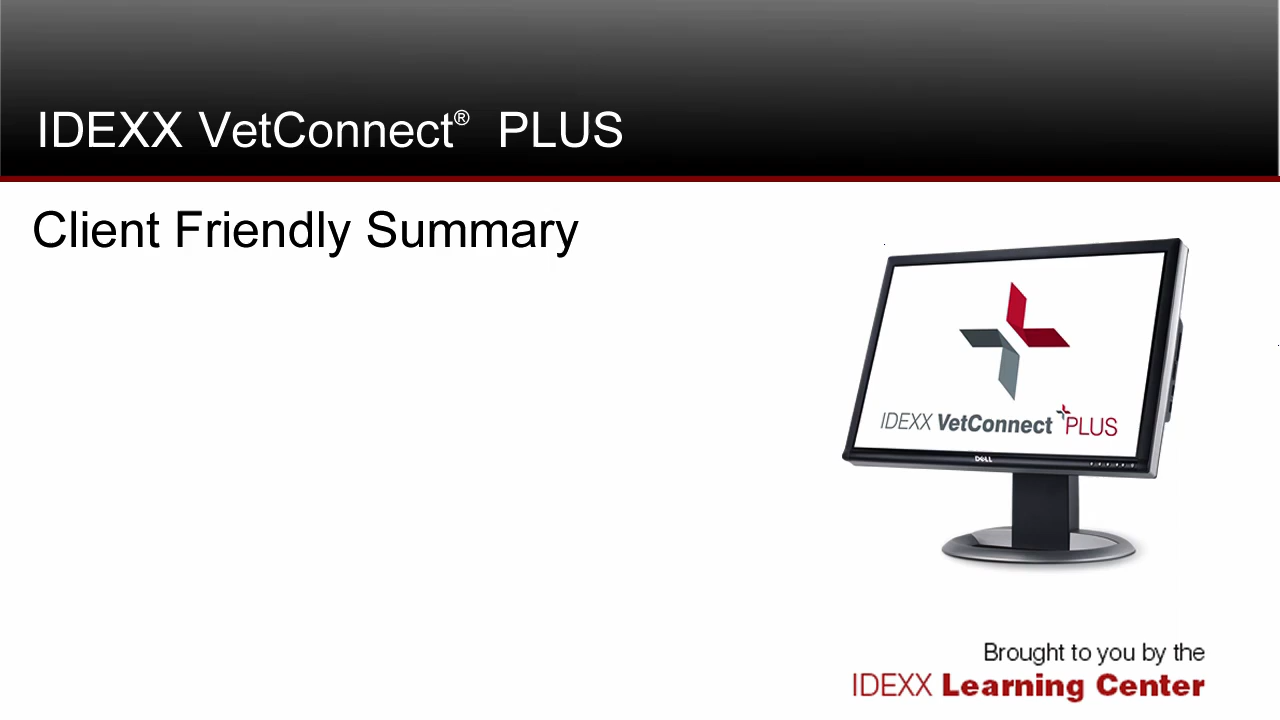 IDEXX VetConnect® PLUS
Client Friendly Summary
IDEXX VetConnect PLUS
DELL
Brought to you by the
IDEXX Learning Center